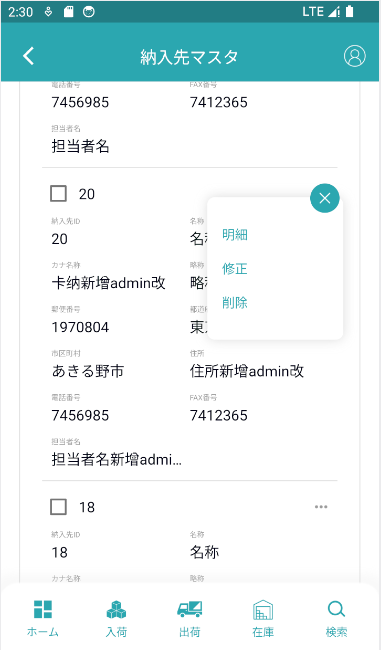 2:30 LTE
納入先マスタ
電話番号 FAX番号
7456985 7412365
担当者名
担当者名
20
納入先ID 名称
20 名
カナ名称 略称
卡纳新增admin改 略
郵便番号
1970804 東
明細
修正
削除
市区町村 住所
あきる野市 住所新增admin改
電話番号 FAX番号
7456985 7412365
担当者名
担当者名新增admi...
18
納入先ID 名称
18 名称
カナ名称 略称
ホーム 入荷 出荷 在庫 検索